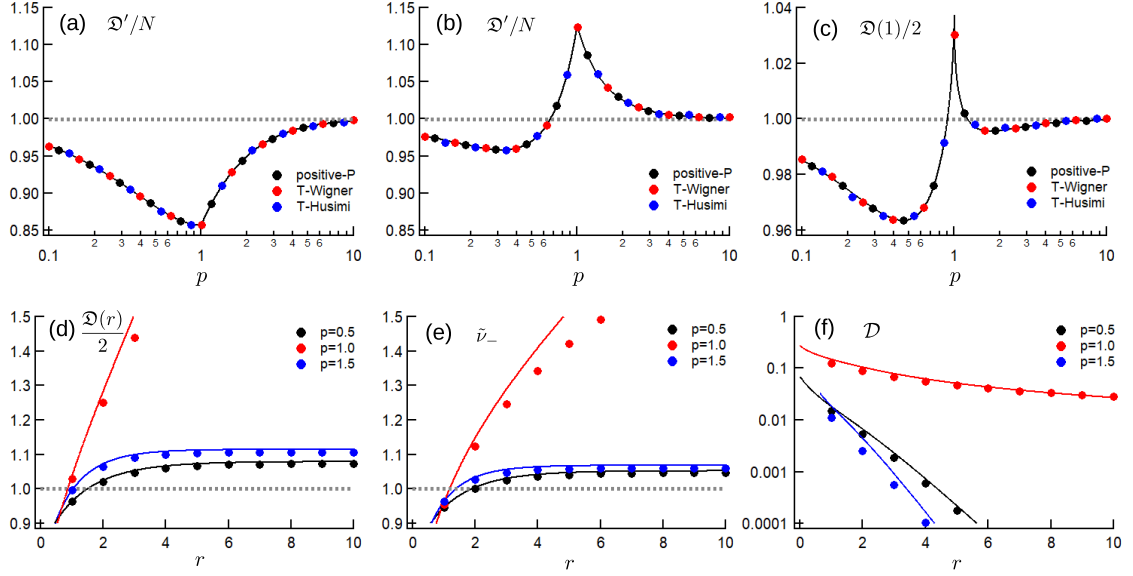 (a) 𝔇′/N
1.15
1.10
1.05
1.00
0.95
0.90
0.85
positive-P
T-Wigner
T-Husimi
2 3 4 5 6 2 3 4 5 6
0.1 1 10
p
(b) 𝔇′/N
1.15
1.10
1.05
1.00
0.95
0.90
0.85
positive-P
T-Wigner
T-Husimi
2 3 4 5 6 2 3 4 5 6
0.1 1 10
p
(c) 𝔇(1)/2
1.04
1.02
1.00
0.98
0.96
positive-P
T-Wigner
T-Husimi
2 3 4 5 6 2 3 4 5 6
0.1 1 10
p
(d) 𝔇(r)/2
1.5
1.4
1.3
1.2
1.1
1.0
0.9
p=0.5
p=1.0
p=1.5
0 2 4 6 8 10
r
(e) ν̃₋
1.5
1.4
1.3
1.2
1.1
1.0
0.9
p=0.5
p=1.0
p=1.5
0 2 4 6 8 10
r
(f) 𝒟
1
0.1
0.01
0.001
0.0001
p=0.5
p=1.0
p=1.5
0 2 4 6 8 10
r